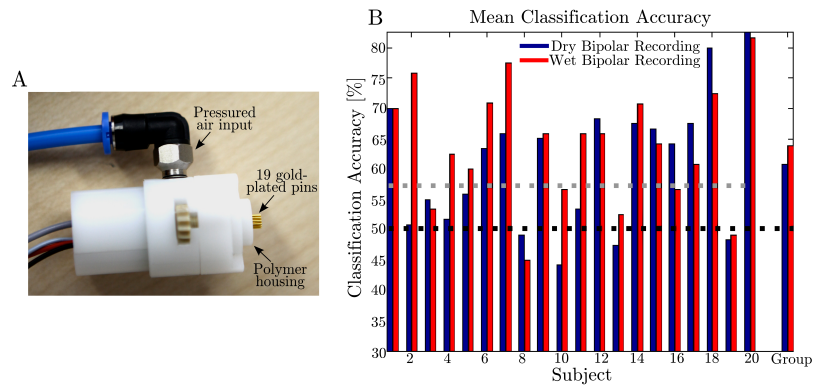 A
Pressured
air input
19 gold-
plated pins
Polymer
housing
B
Mean Classification Accuracy
Dry Bipolar Recording
Wet Bipolar Recording
Classification Accuracy [%]
80
75
70
65
60
55
50
45
40
35
30
2 4 6 8 10 12 14 16 18 20 Group
Subject